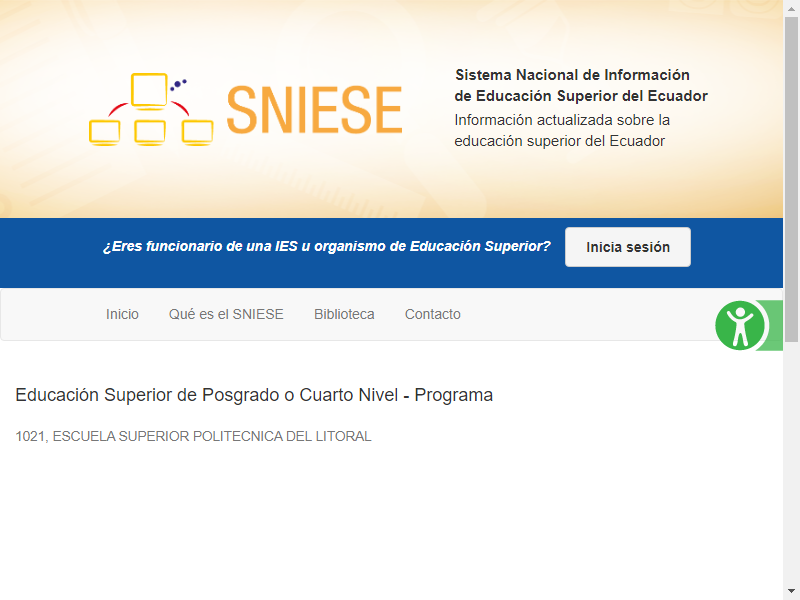 SNIESE
Sistema Nacional de Información
de Educación Superior del Ecuador
Información actualizada sobre la
educación superior del Ecuador
¿Eres funcionario de una IES u organismo de Educación Superior?
Inicia sesión
Inicio
Qué es el SNIESE
Biblioteca
Contacto
Educación Superior de Posgrado o Cuarto Nivel - Programa
1021, ESCUELA SUPERIOR POLITECNICA DEL LITORAL